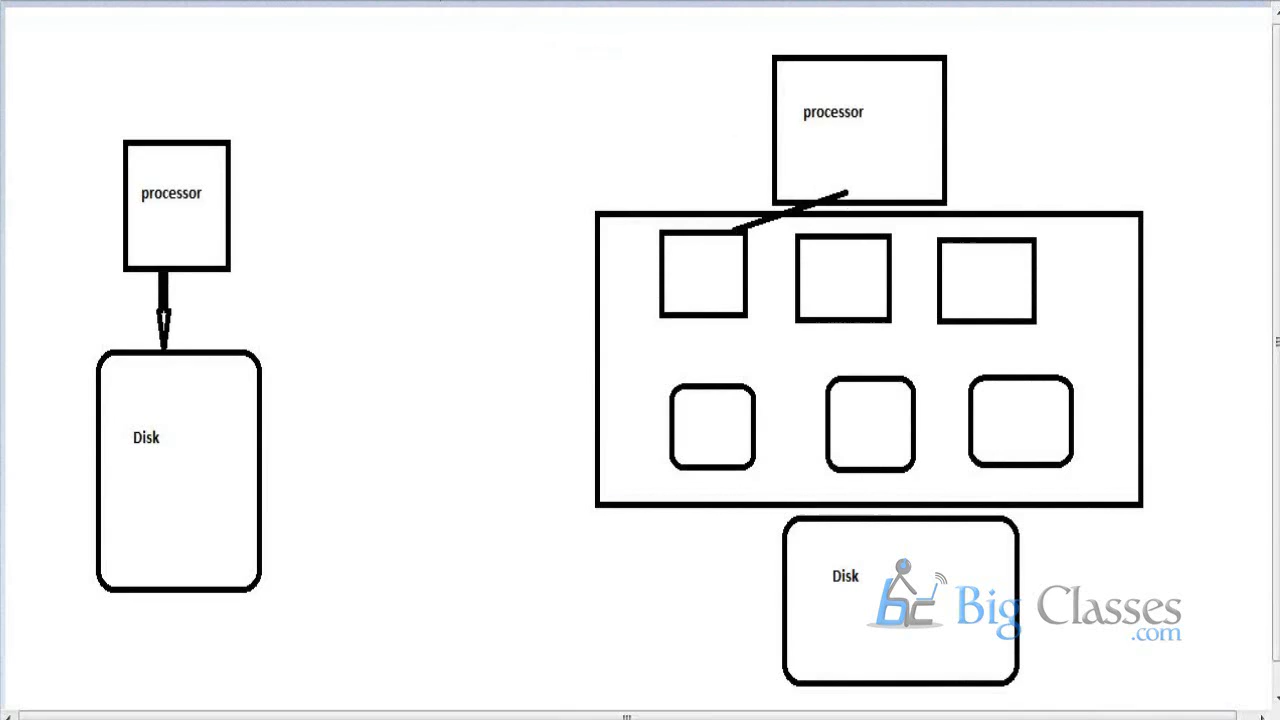 processor
Disk
processor
Disk
Big Classes
.com